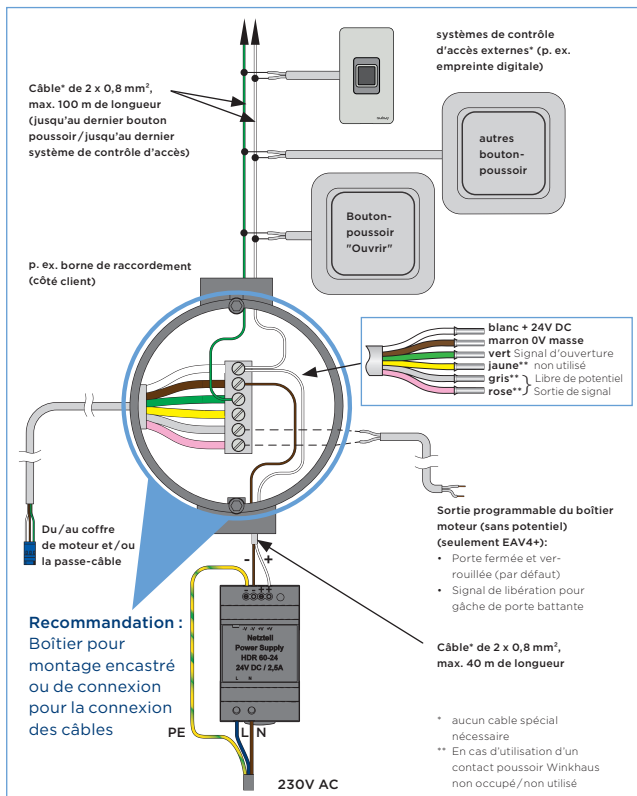 systèmes de contrôle
d'accès externes* (p. ex.
empreinte digitale)
Câble* de 2 x 0,8 mm²,
max. 100 m de longueur
(jusqu'au dernier bouton
poussoir/jusqu'au dernier
système de contrôle d'accès)
autres
bouton-
poussoir
Bouton-
poussoir
"Ouvrir"
p. ex. borne de raccordement
(côté client)
blanc + 24V DC
marron 0V masse
vert Signal d'ouverture
jaune** non utilisé
gris** Libre de potentiel
rose** Sortie de signal
Du/au coffre
de moteur et/ou
la passe-câble
Sortie programmable du boîtier
moteur (sans potentiel)
(seulement EAV4+):
• Porte fermée et ver-
rouillée (par défaut)
• Signal de libération pour
gâche de porte battante
- +
Recommandation :
Boîtier pour
montage encastré
ou de connexion
pour la connexion
des câbles
- - + +
-V -V +V +V
Netzteil
Power Supply
HDR 60-24
24V DC / 2,5A
L N
Câble* de 2 x 0,8 mm²,
max. 40 m de longueur
PE
L N
230V AC
* aucun cable spécial
nécessaire
** En cas d'utilisation d'un
contact poussoir Winkhaus
non occupé/non utilisé